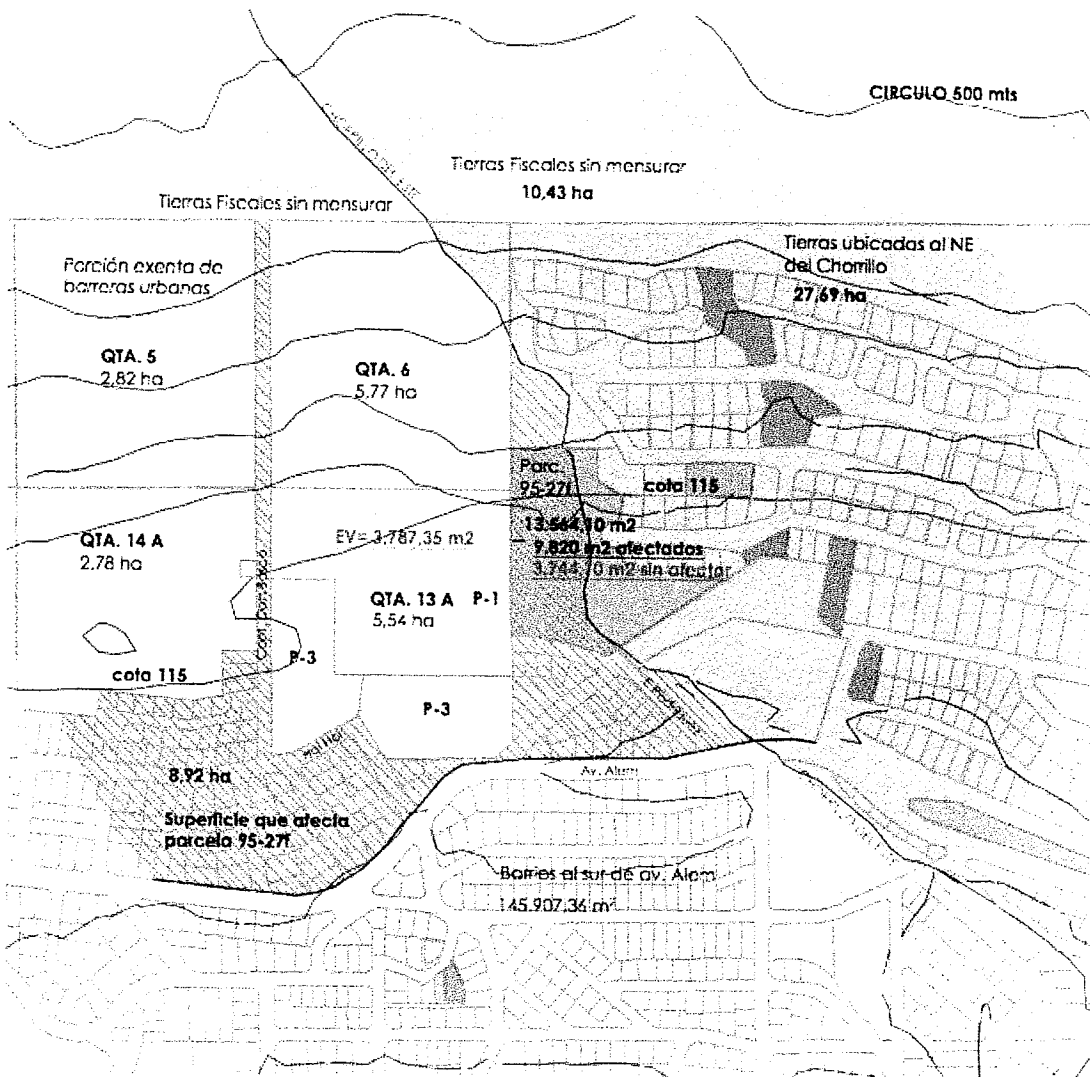 CIRCULO 500 mts
Tierras Fiscales sin mensurar
10,43 ha
Tierras Fiscales sin mensurar
Tierras ubicadas al NE
del Chorrillo
27,69 ha
Porción exenta de
barreras urbanas
QTA. 5
2,82 ha
QTA. 6
5,77 ha
Parc.
95-27f
cota 115
13.564,10 m2
9.820 m2 afectados
3.744,10 m2 sin afectar
QTA. 14 A
2,78 ha
EV= 3.787,35 m2
QTA. 13 A
5,54 ha
P-1
P-3
cota 115
P-3
8,92 ha
Av. Alem
Superficie que afecta
parcela 95-27f
Barrios al sur de av. Alem
145.907,36 m²